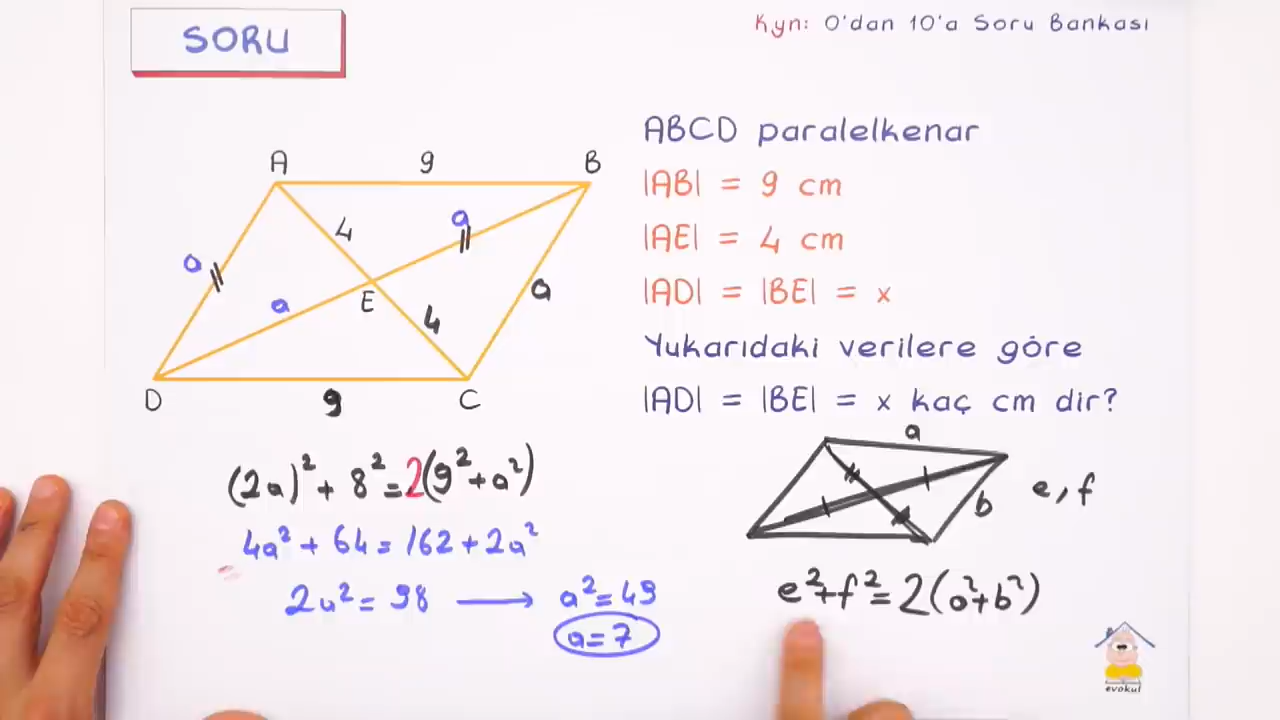 SORU
Kyn: 0'dan 10'a Soru Bankası
A 9 B
4 a
a
a E 4 a
D 9 C
ABCD paralelkenar
|AB| = 9 cm
|AE| = 4 cm
|AD| = |BE| = x
Yukarıdaki verilere göre
|AD| = |BE| = x kaç cm dir?
(2a)² + 8² = 2(9² + a²)
4a² + 64 = 162 + 2a²
2a² = 98 → a² = 49
a = 7
a
b e, f
e² + f² = 2(a² + b²)
evokul